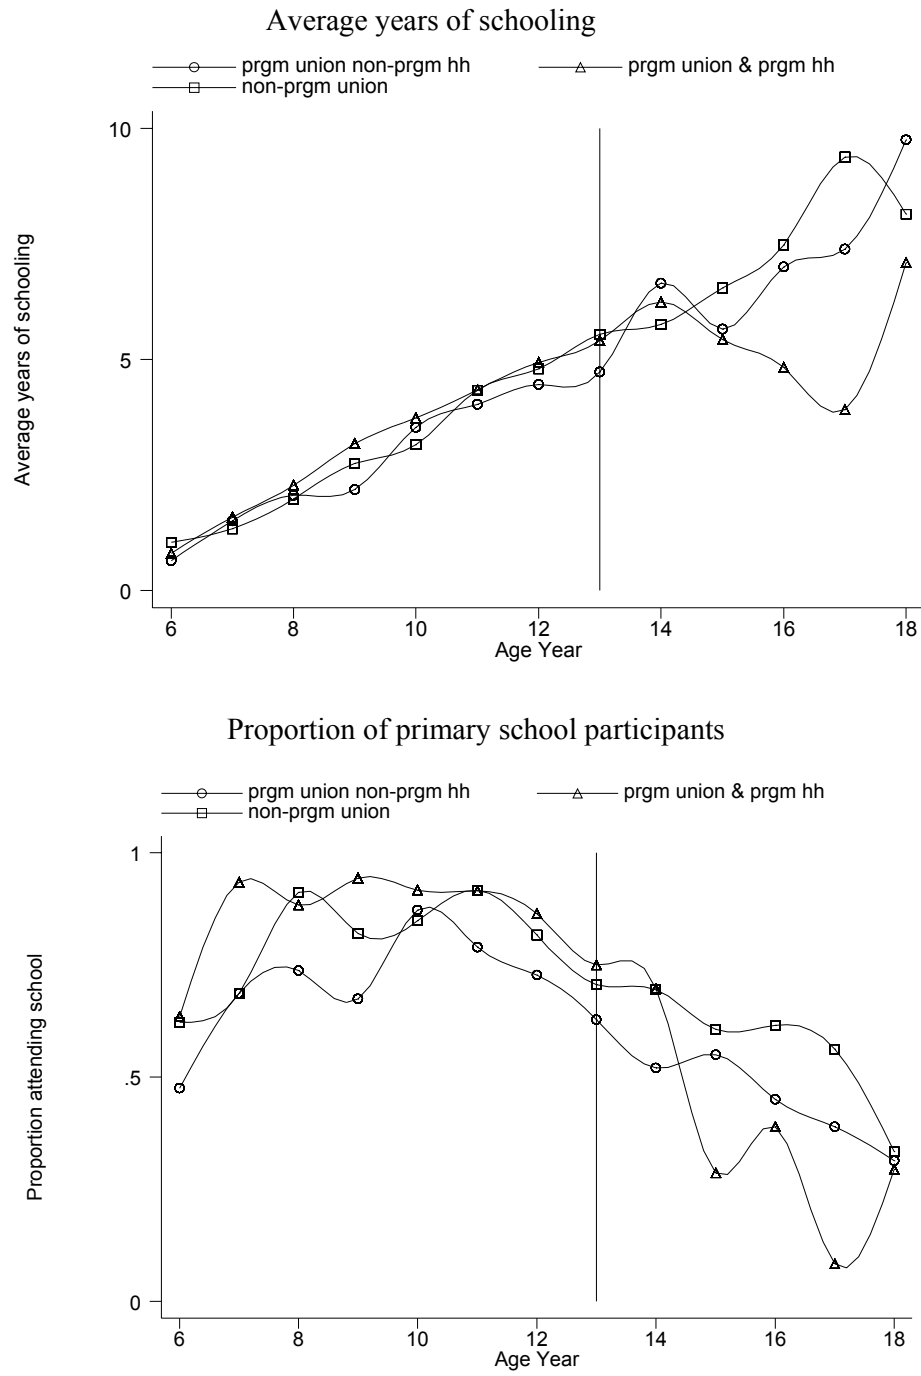 Average years of schooling
prgm union non-prgm hh
prgm union & prgm hh
non-prgm union
Average years of schooling
10
5
0
6 8 10 12 14 16 18
Age Year
Proportion of primary school participants
prgm union non-prgm hh
prgm union & prgm hh
non-prgm union
Proportion attending school
1
.5
0
6 8 10 12 14 16 18
Age Year